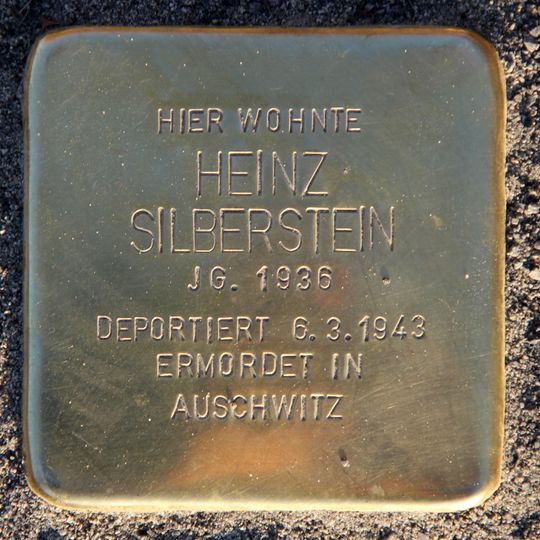 HIER WOHNTE
HEINZ
SILBERSTEIN
JG. 1936
DEPORTIERT 6.3.1943
ERMORDET IN
AUSCHWITZ